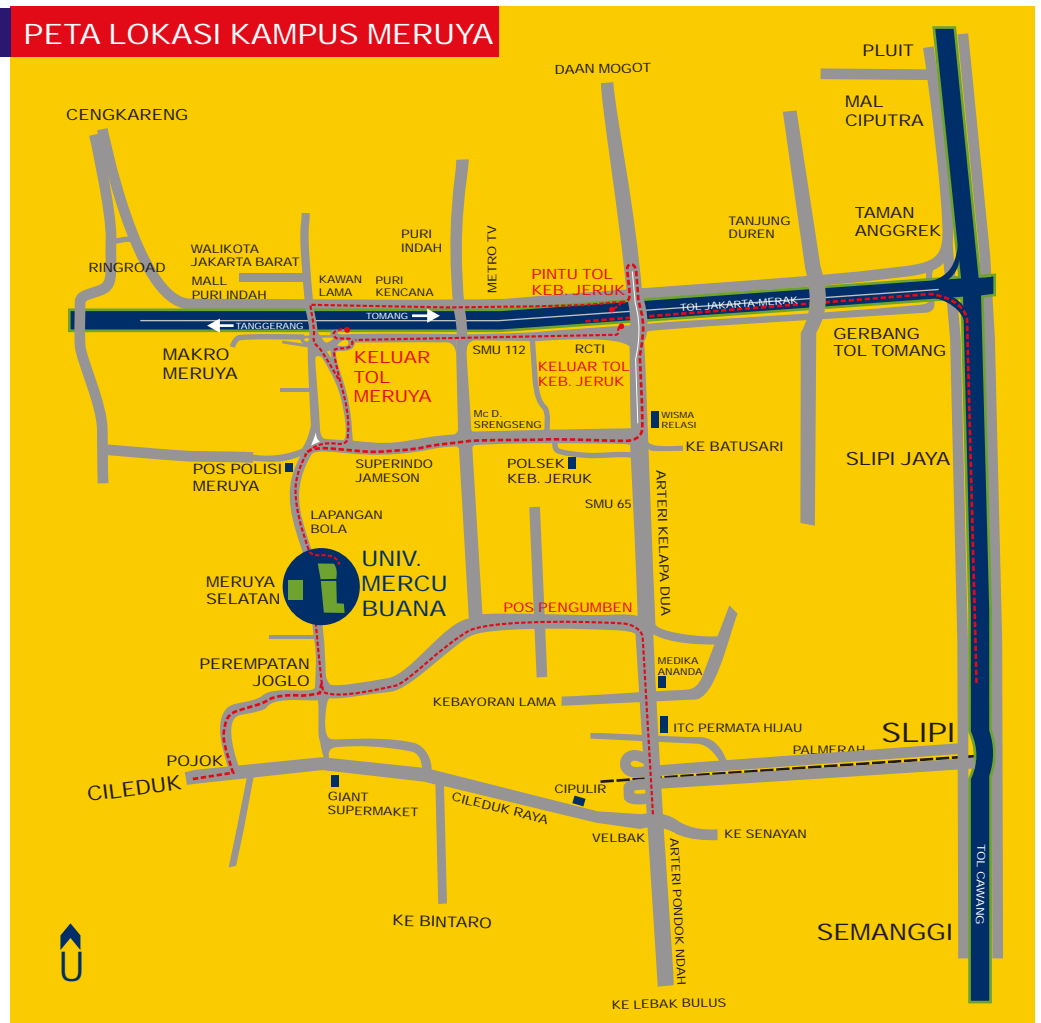 PETA LOKASI KAMPUS MERUYA
PLUIT
DAAN MOGOT
MAL
CIPUTRA
CENGKARENG
TAMAN
ANGGREK
TANJUNG
DUREN
PURI
INDAH
METRO TV
WALIKOTA
JAKARTA BARAT
RINGROAD
MALL
PURI INDAH
KAWAN
LAMA
PURI
KENCANA
PINTU TOL
KEB. JERUK
TOL JAKARTA-MERAK
TOMANG
TANGGERANG
GERBANG
TOL TOMANG
MAKRO
MERUYA
KELUAR
TOL
MERUYA
SMU 112
RCTI
KELUAR TOL
KEB. JERUK
Mc D.
SRENGSENG
WISMA
RELASI
KE BATUSARI
SLIPI JAYA
POS POLISI
MERUYA
SUPERINDO
JAMESON
POLSEK
KEB. JERUK
SMU 65
ARTERI KELAPA DUA
LAPANGAN
BOLA
UNIV.
MERCU
BUANA
MERUYA
SELATAN
POS PENGUMBEN
PEREMPATAN
JOGLO
MEDIKA
ANANDA
KEBAYORAN LAMA
ITC PERMATA HIJAU
SLIPI
PALMERAH
POJOK
CILEDUK
GIANT
SUPERMAKET
CILEDUK RAYA
CIPULIR
VELBAK
KE SENAYAN
ARTERI PONDOK NDAH
TOL CAWANG
KE BINTARO
SEMANGGI
KE LEBAK BULUS
U